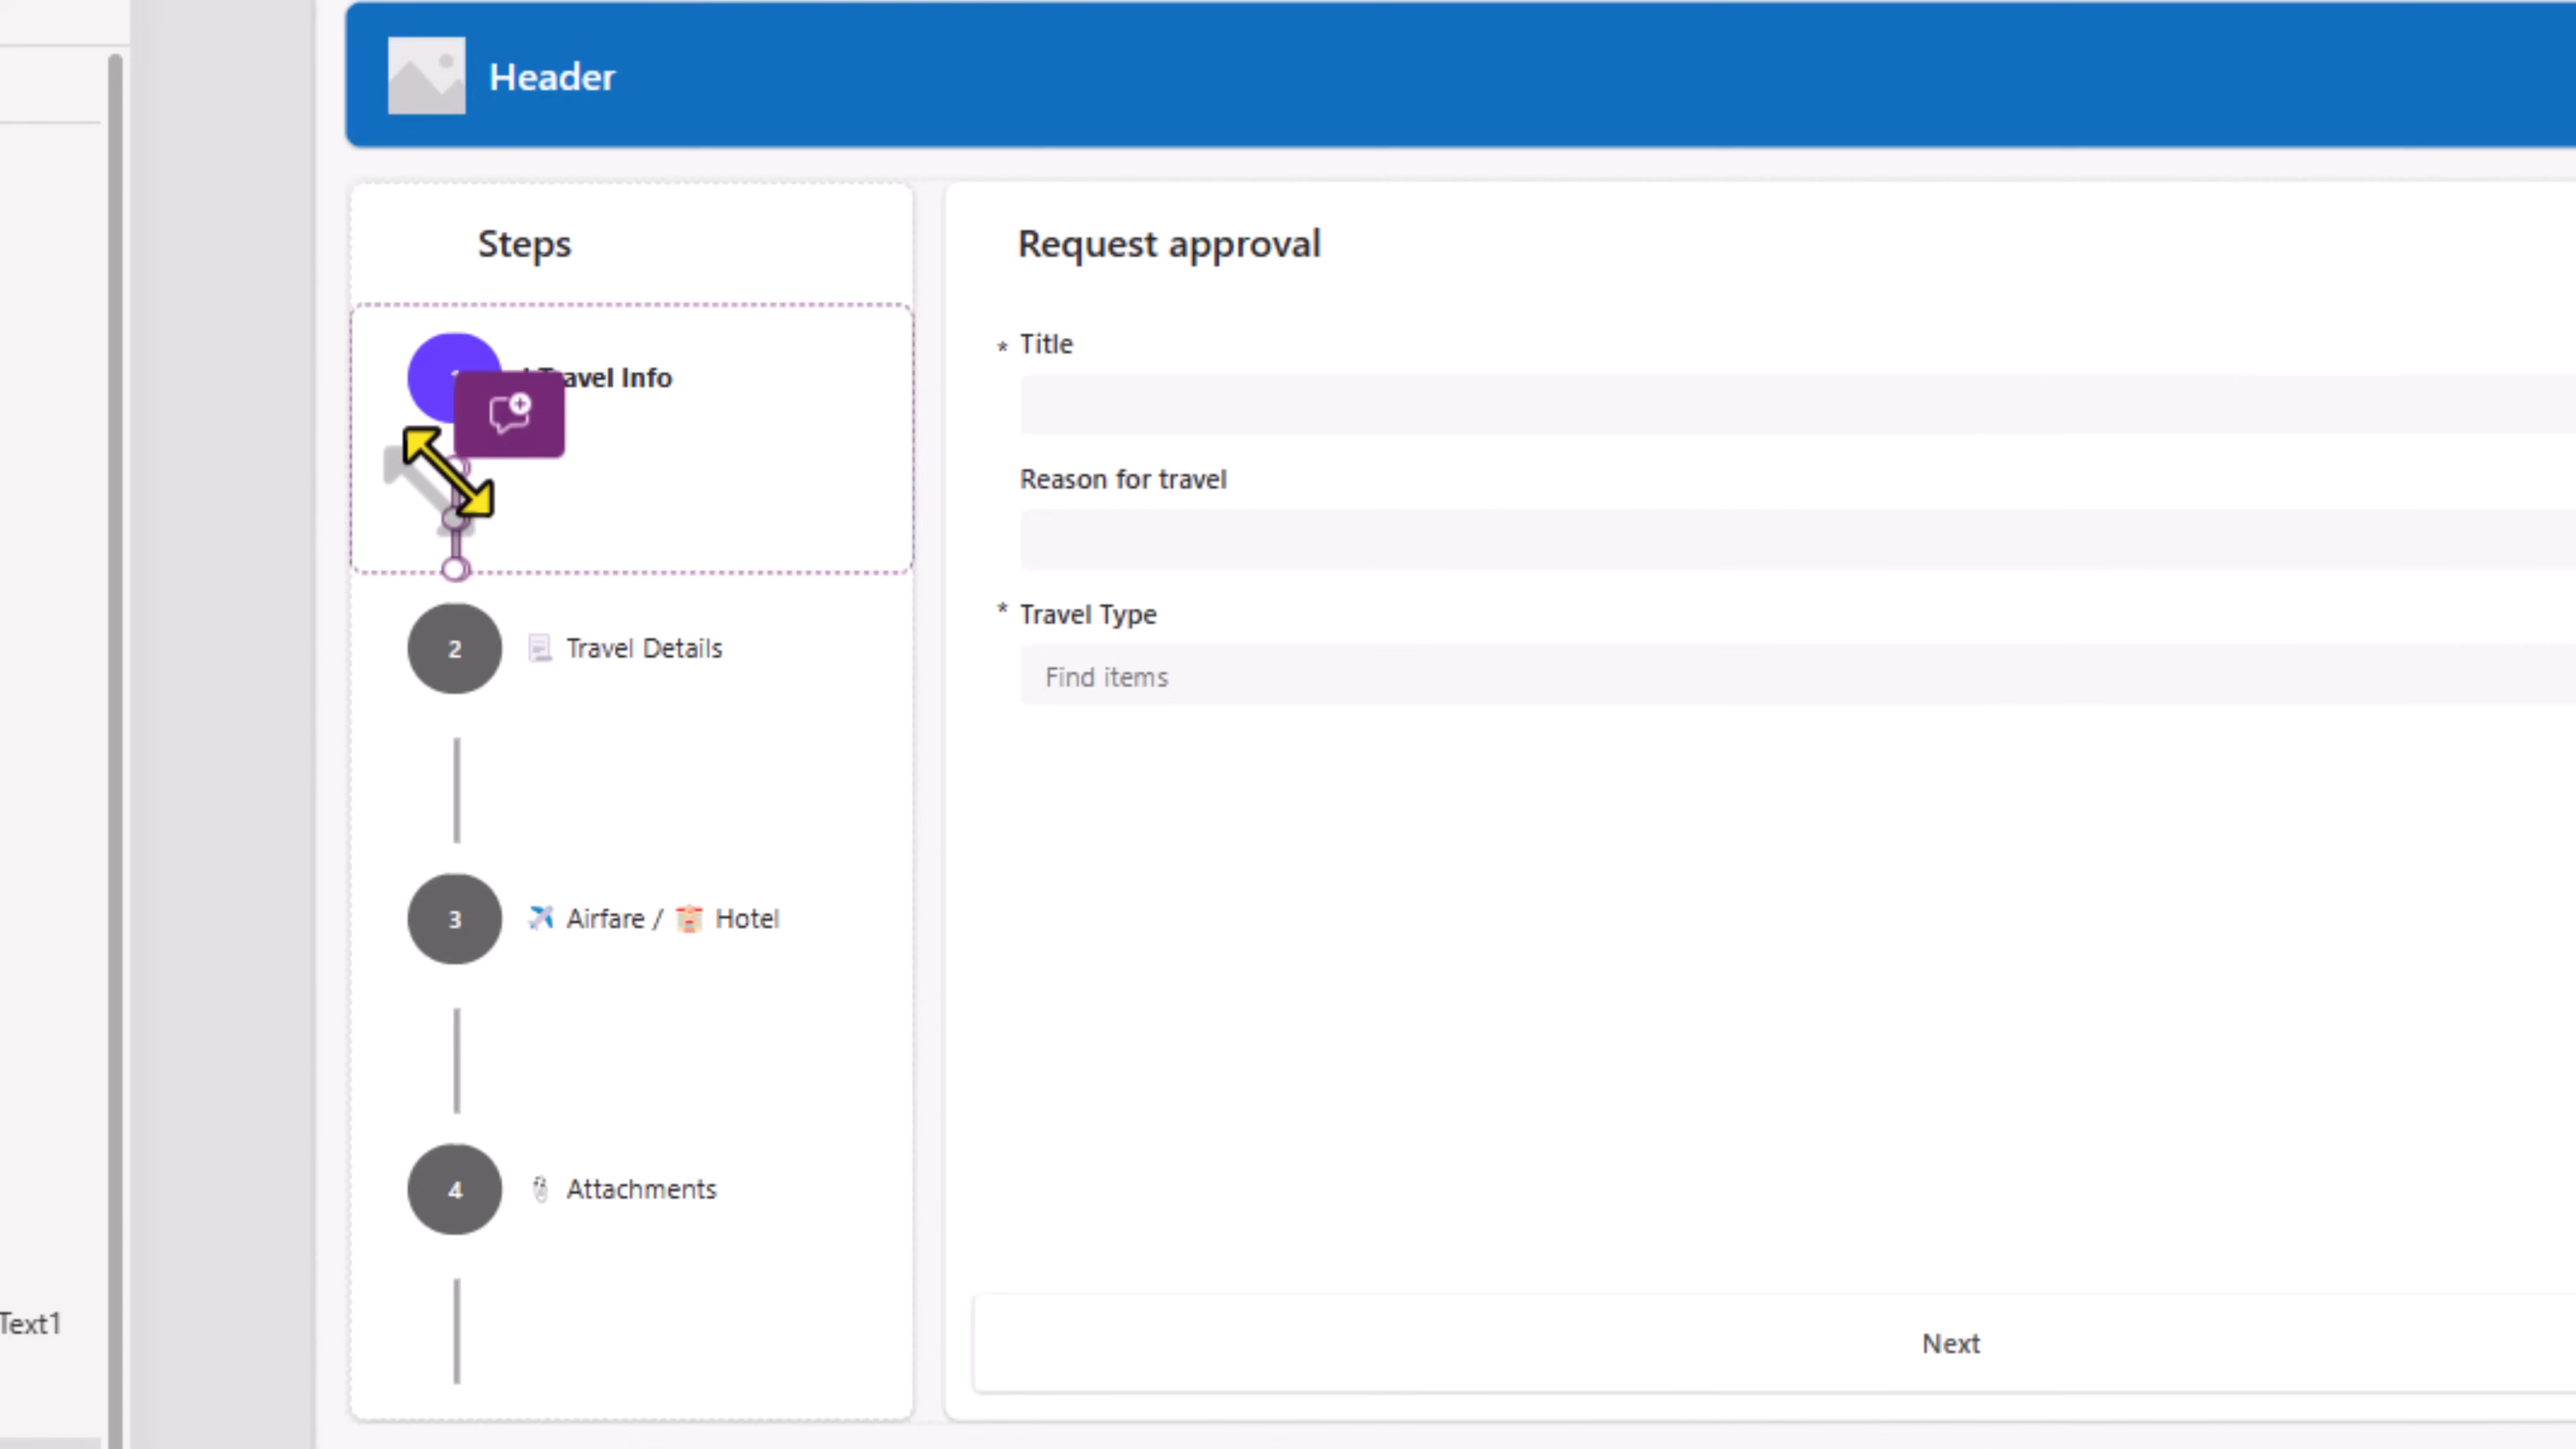 Header
Steps
Request approval
* Title
Travel Info
Reason for travel
* Travel Type
2 Travel Details
Find items
3 Airfare / Hotel
4 Attachments
Text1
Next